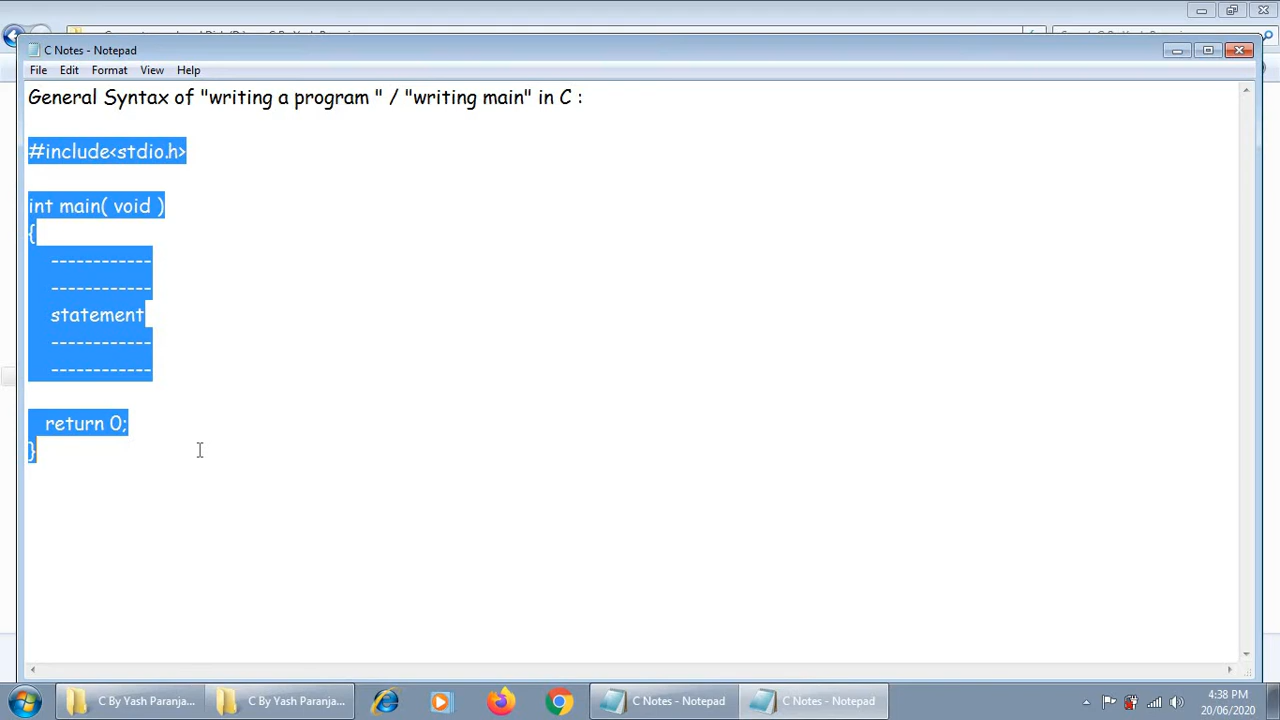 C Notes - Notepad
File Edit Format View Help
General Syntax of "writing a program " / "writing main" in C :
#include<stdio.h>
int main( void )
{
------------
------------
statement
------------
------------
return 0;
}
C By Yash Paranja... C By Yash Paranja... C Notes - Notepad C Notes - Notepad
4:38 PM
20/06/2020